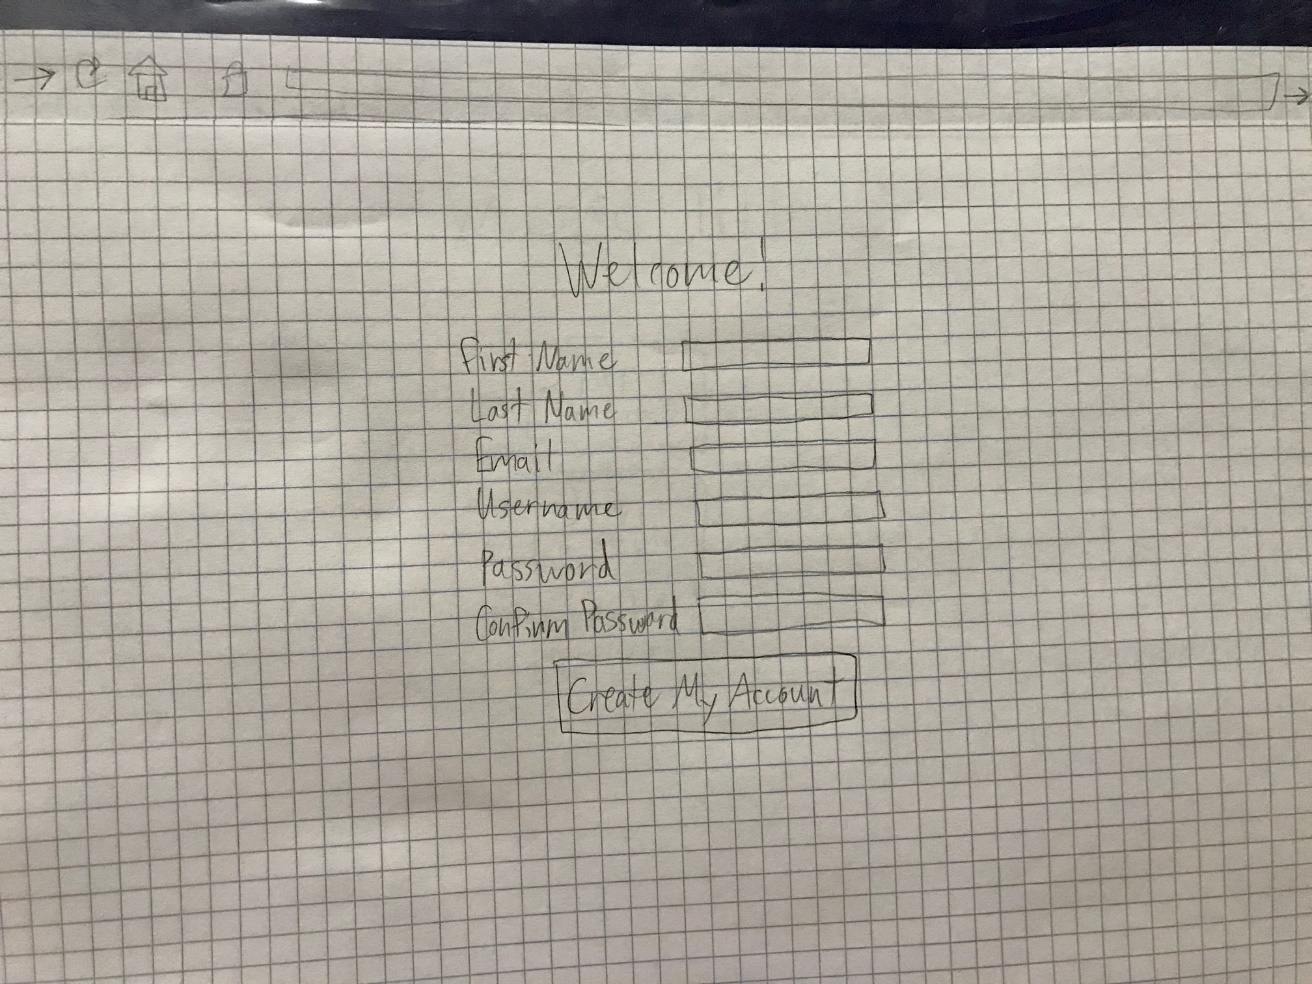 Welcome!
First Name
Last Name
Email
Username
Password
Confirm Password
Create My Account